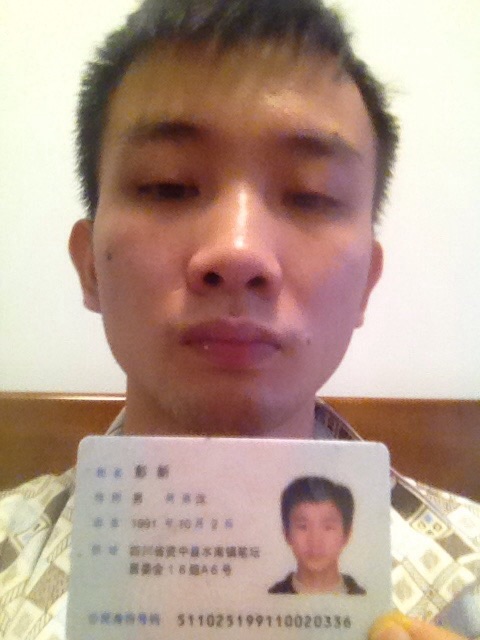 姓名 彭新
性别 男 民族 汉
出生 1991 年 10 月 2 日
住址 四川省资中县水南镇笔坛
居委会16组A6号
公民身份号码 511025199110020336